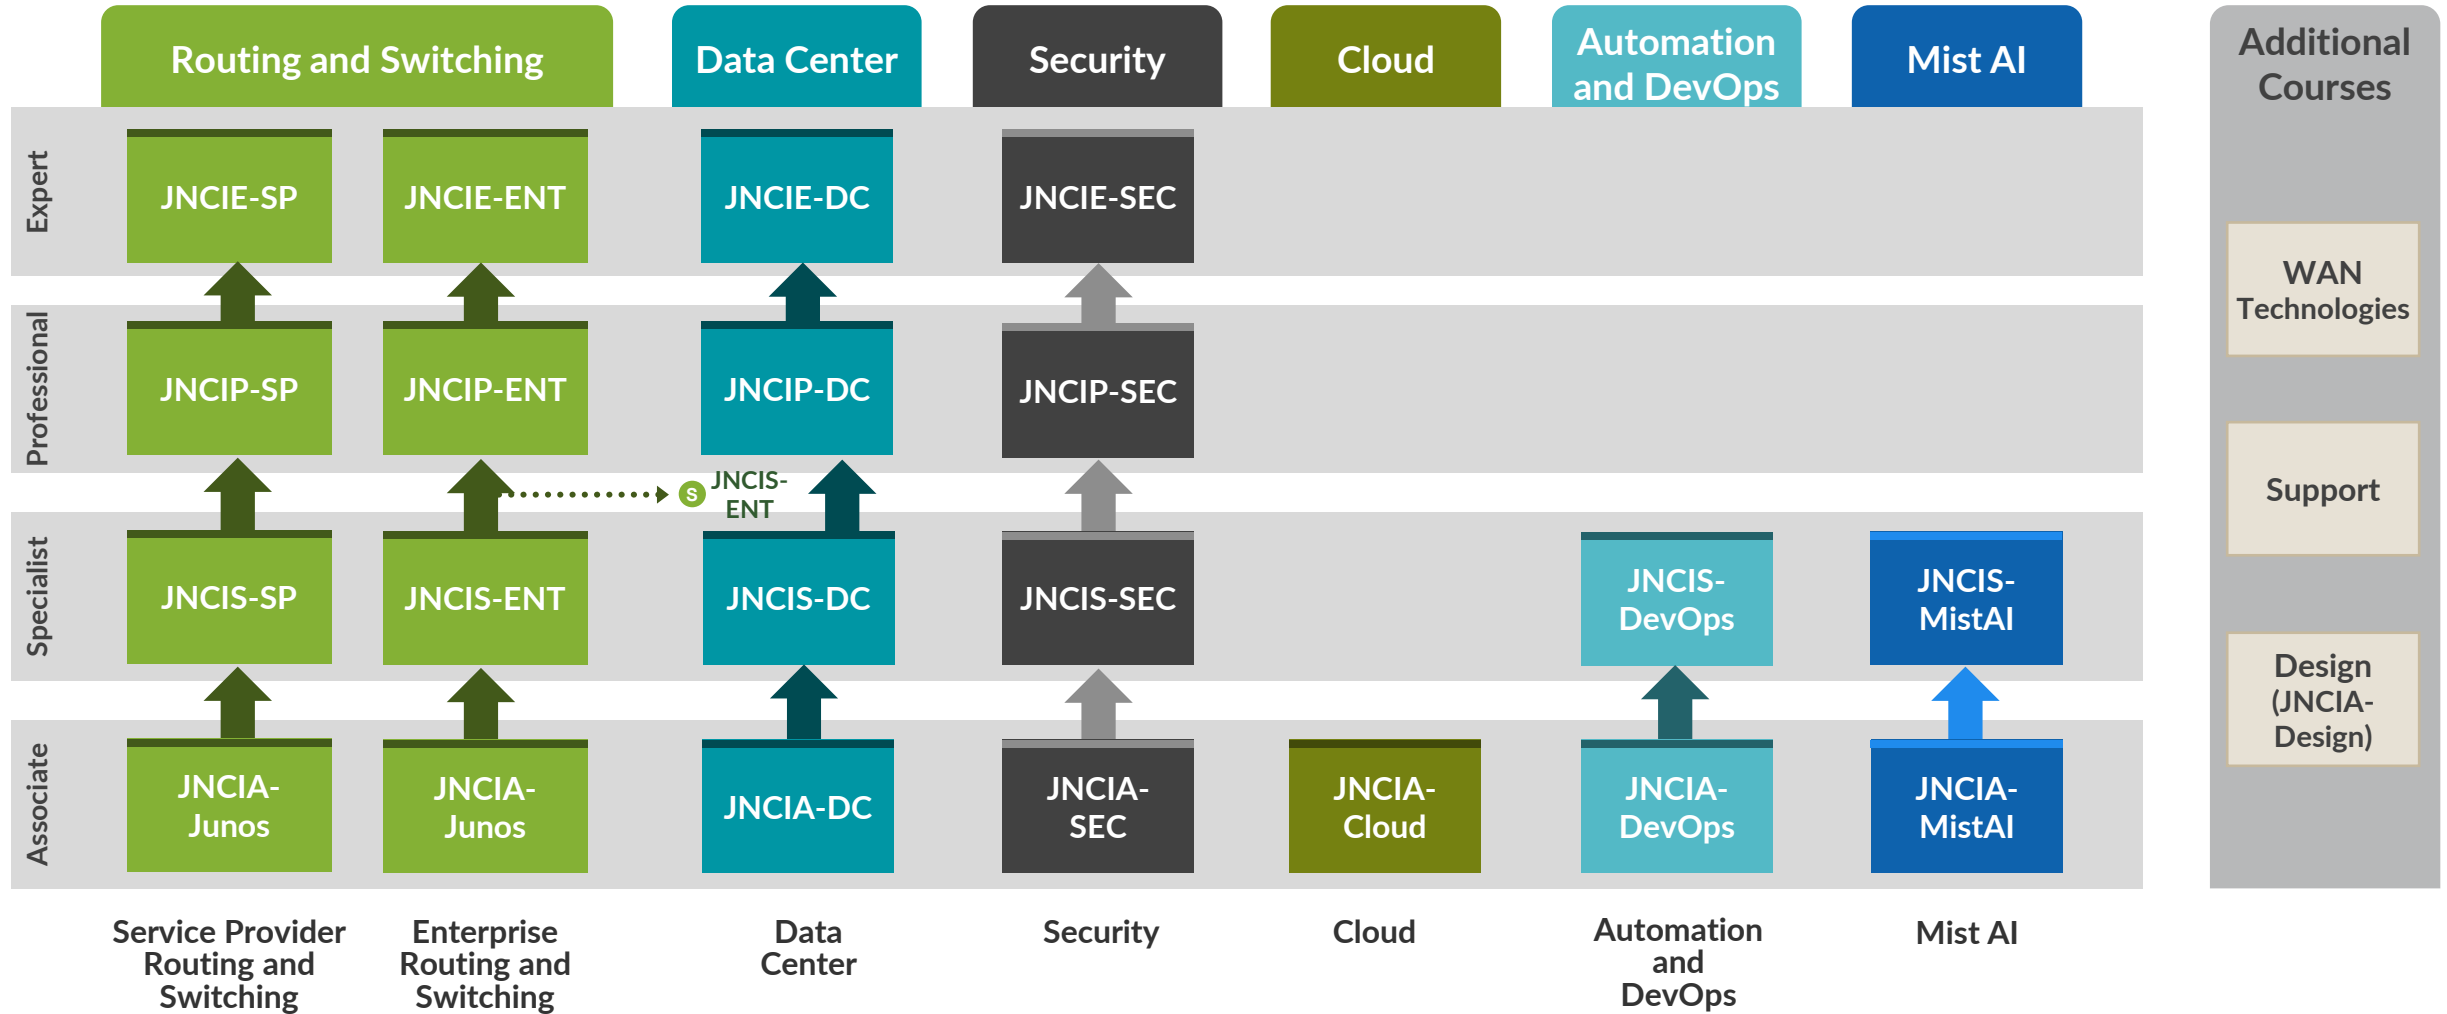 Routing and Switching
Data Center
Security
Cloud
Automation
and DevOps
Mist AI
Additional
Courses
Expert
JNCIE-SP
JNCIE-ENT
JNCIE-DC
JNCIE-SEC
WAN
Technologies
Professional
JNCIP-SP
JNCIP-ENT
JNCIP-DC
JNCIP-SEC
S
JNCIS-
ENT
Support
Specialist
JNCIS-SP
JNCIS-ENT
JNCIS-DC
JNCIS-SEC
JNCIS-
DevOps
JNCIS-
MistAI
Design
(JNCIA-
Design)
Associate
JNCIA-
Junos
JNCIA-
Junos
JNCIA-DC
JNCIA-
SEC
JNCIA-
Cloud
JNCIA-
DevOps
JNCIA-
MistAI
Service Provider
Routing and
Switching
Enterprise
Routing and
Switching
Data
Center
Security
Cloud
Automation
and
DevOps
Mist AI